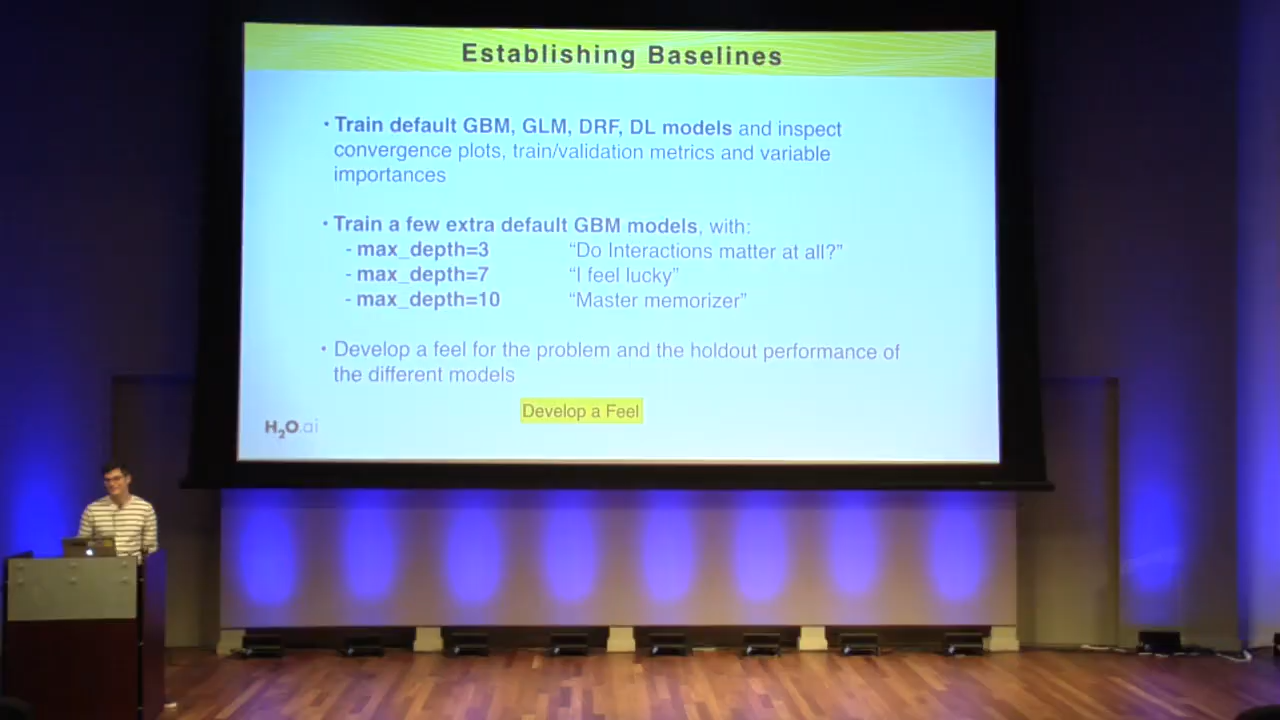 Establishing Baselines
• Train default GBM, GLM, DRF, DL models and inspect
convergence plots, train/validation metrics and variable
importances
• Train a few extra default GBM models, with:
- max_depth=3 “Do Interactions matter at all?”
- max_depth=7 “I feel lucky”
- max_depth=10 “Master memorizer”
• Develop a feel for the problem and the holdout performance of
the different models
Develop a Feel
H2O.ai